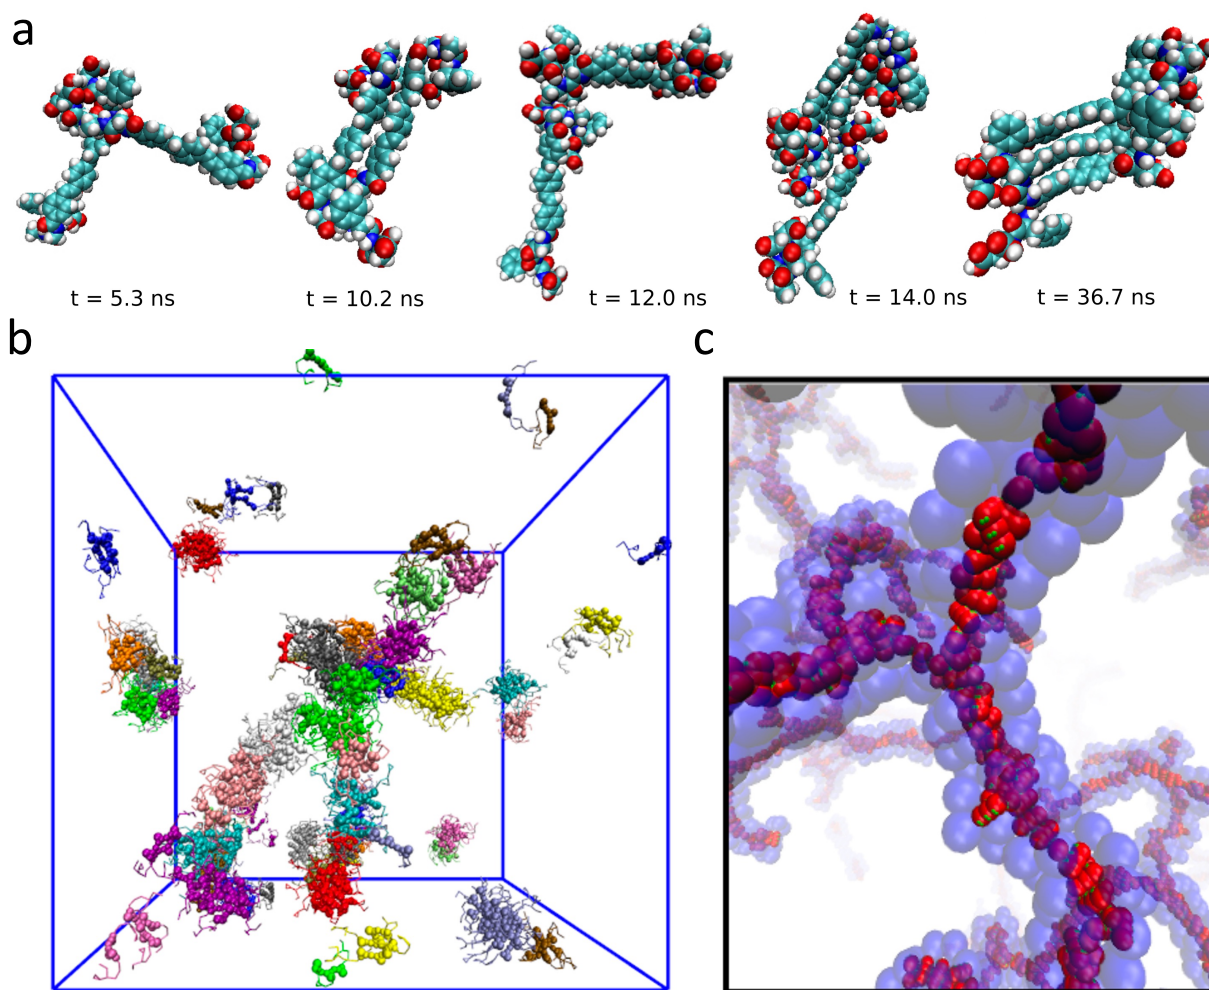 a
t = 5.3 ns
t = 10.2 ns
t = 12.0 ns
t = 14.0 ns
t = 36.7 ns
b
c